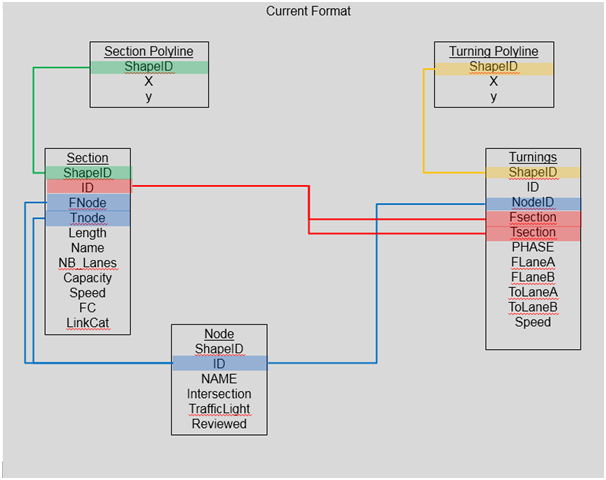 Current Format
Section Polyline
ShapeID
X
y
Turning Polyline
ShapeID
X
y
Section
ShapeID
ID
FNode
Tnode
Length
Name
NB_Lanes
Capacity
Speed
FC
LinkCat
Turnings
ShapeID
ID
NodeID
Fsection
Tsection
PHASE
FLaneA
FLaneB
ToLaneA
ToLaneB
Speed
Node
ShapeID
ID
NAME
Intersection
TrafficLight
Reviewed